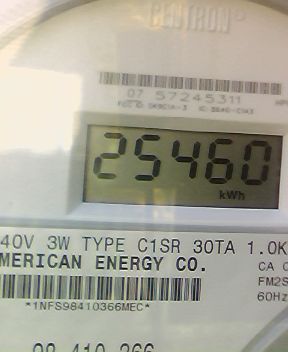 CENTRON®
07 57245311
25460
kWh
40V 3W TYPE C1SR 30TA 1.0K
MERICAN ENERGY CO. CA
FM2S
*1NFS98410366MEC* 60Hz
98 410 366